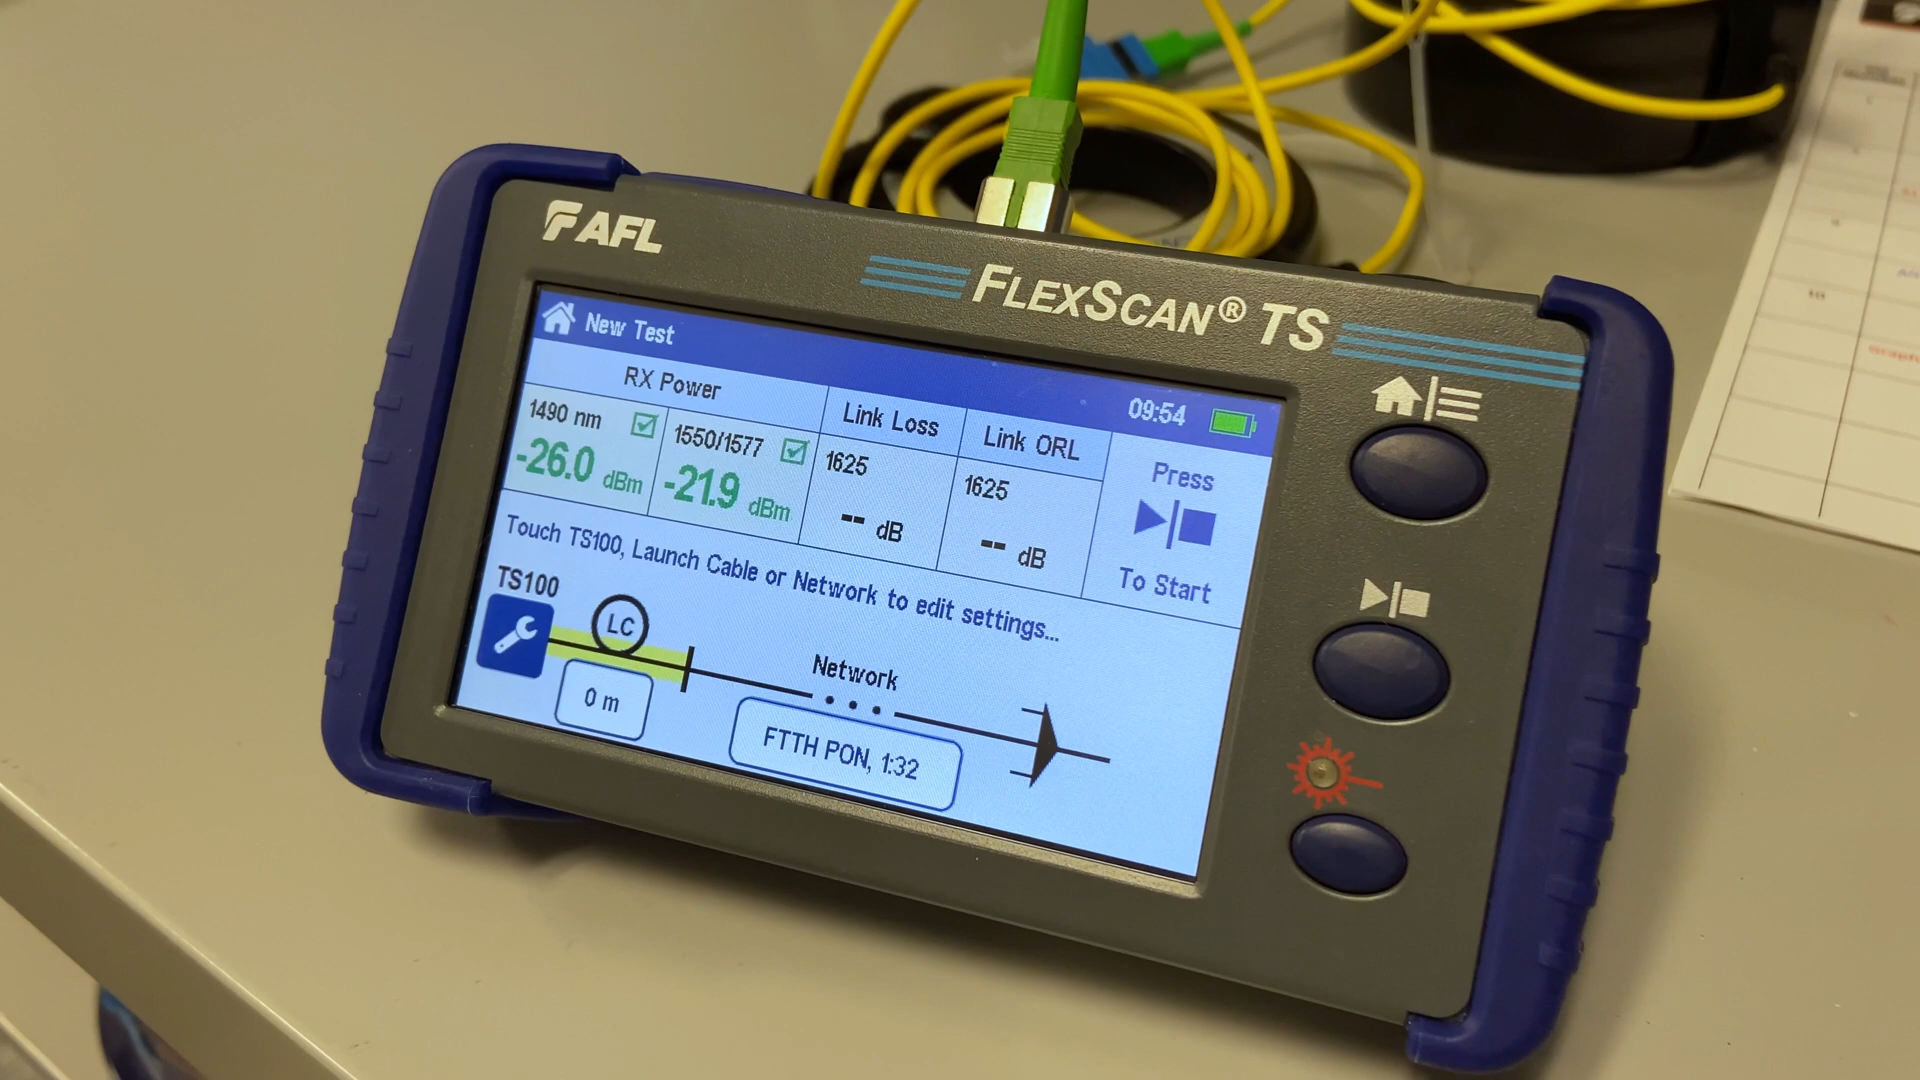 AFL
FLEXSCAN® TS
New Test
09:54
RX Power
Link Loss
Link ORL
1490 nm
1550/1577
1625
1625
Press
-26.0 dBm
-21.9 dBm
-- dB
-- dB
To Start
Touch TS100, Launch Cable or Network to edit settings...
TS100
LC
Network
0 m
FTTH PON, 1:32